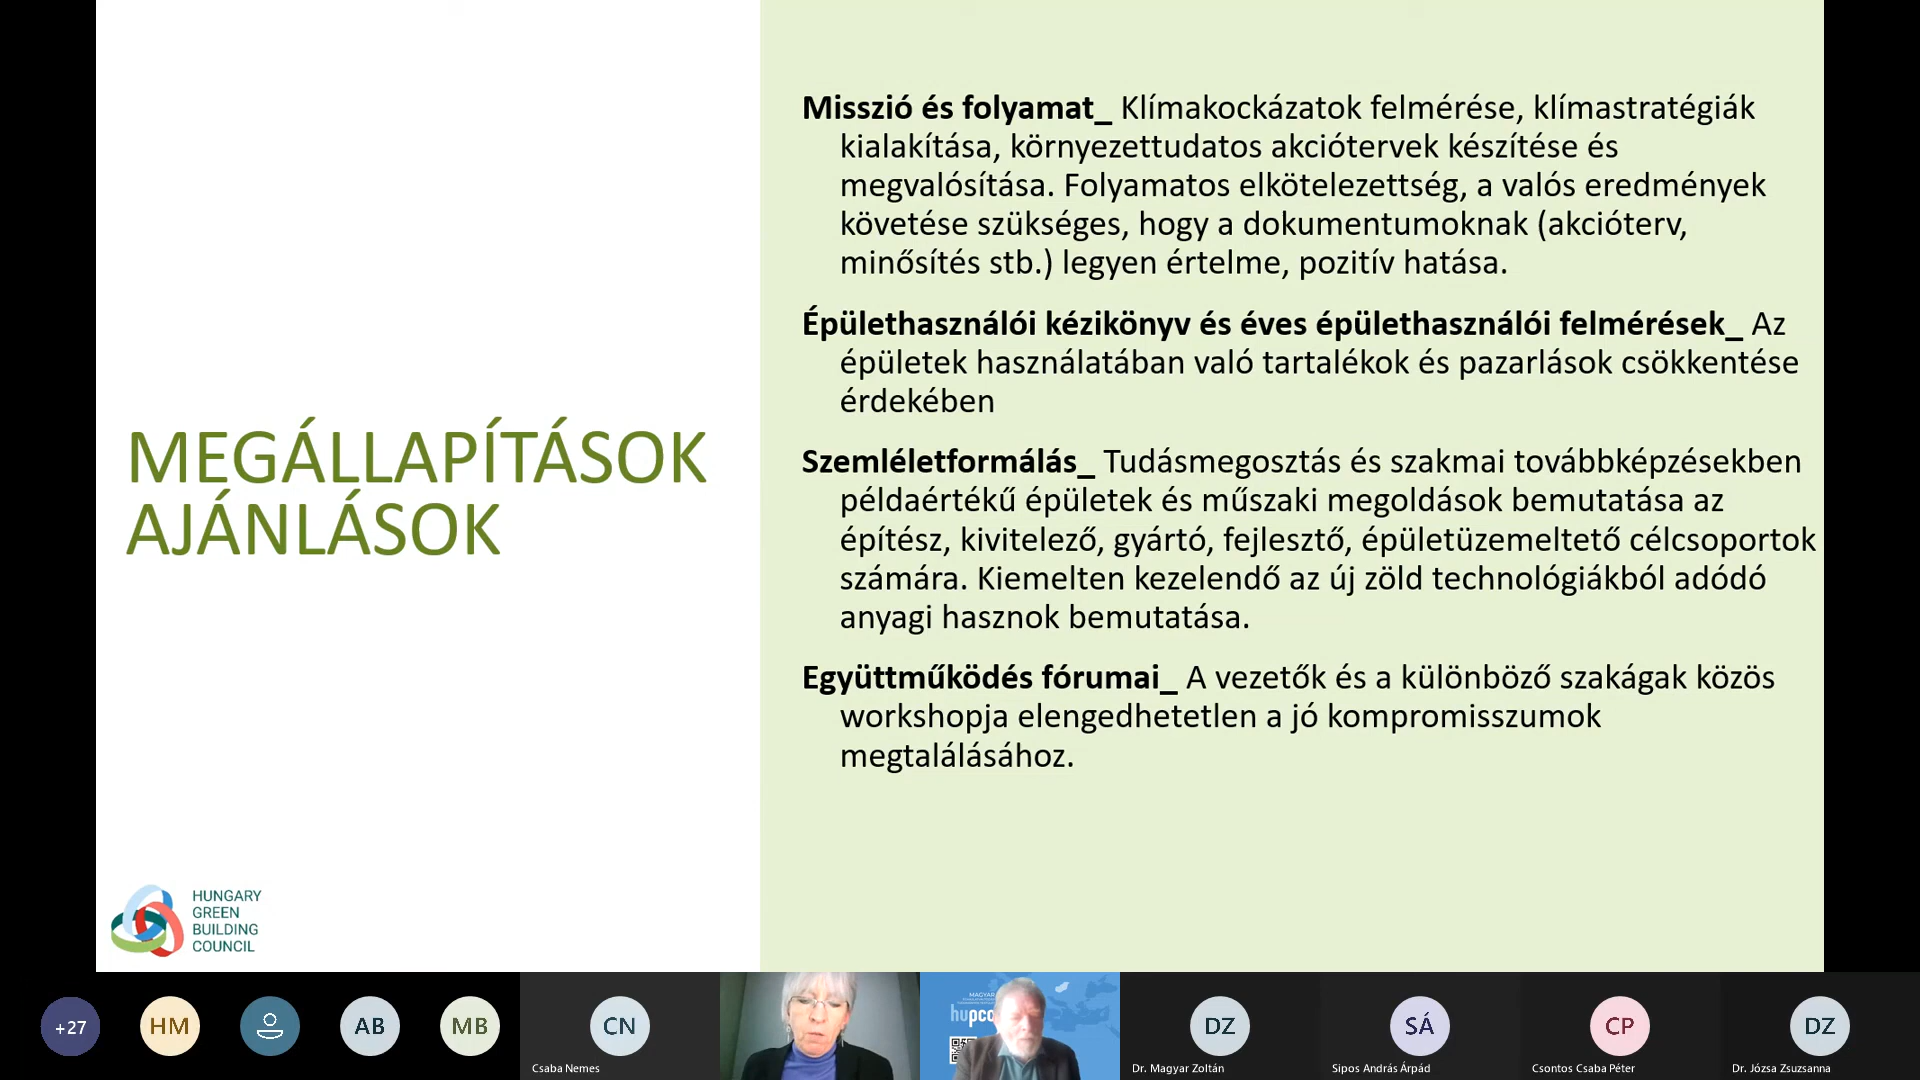 MEGÁLLAPÍTÁSOK
AJÁNLÁSOK
Misszió és folyamat_ Klímakockázatok felmérése, klímastratégiák
kialakítása, környezettudatos akciótervek készítése és
megvalósítása. Folyamatos elkötelezettség, a valós eredmények
követése szükséges, hogy a dokumentumoknak (akcióterv,
minősítés stb.) legyen értelme, pozitív hatása.
Épülethasználói kézikönyv és éves épülethasználói felmérések_ Az
épületek használatában való tartalékok és pazarlások csökkentése
érdekében
Szemléletformálás_ Tudásmegosztás és szakmai továbbképzésekben
példaértékű épületek és műszaki megoldások bemutatása az
építész, kivitelező, gyártó, fejlesztő, épületüzemeltető célcsoportok
számára. Kiemelten kezelendő az új zöld technológiákból adódó
anyagi hasznok bemutatása.
Együttműködés fórumai_ A vezetők és a különböző szakágak közös
workshopja elengedhetetlen a jó kompromisszumok
megtalálásához.
HUNGARY
GREEN
BUILDING
COUNCIL
+27
HM
AB
MB
CN
Csaba Nemes
MAGYAR
DZ
Dr. Magyar Zoltán
SÁ
Sipos András Árpád
CP
Csontos Csaba Péter
DZ
Dr. Józsa Zsuzsanna